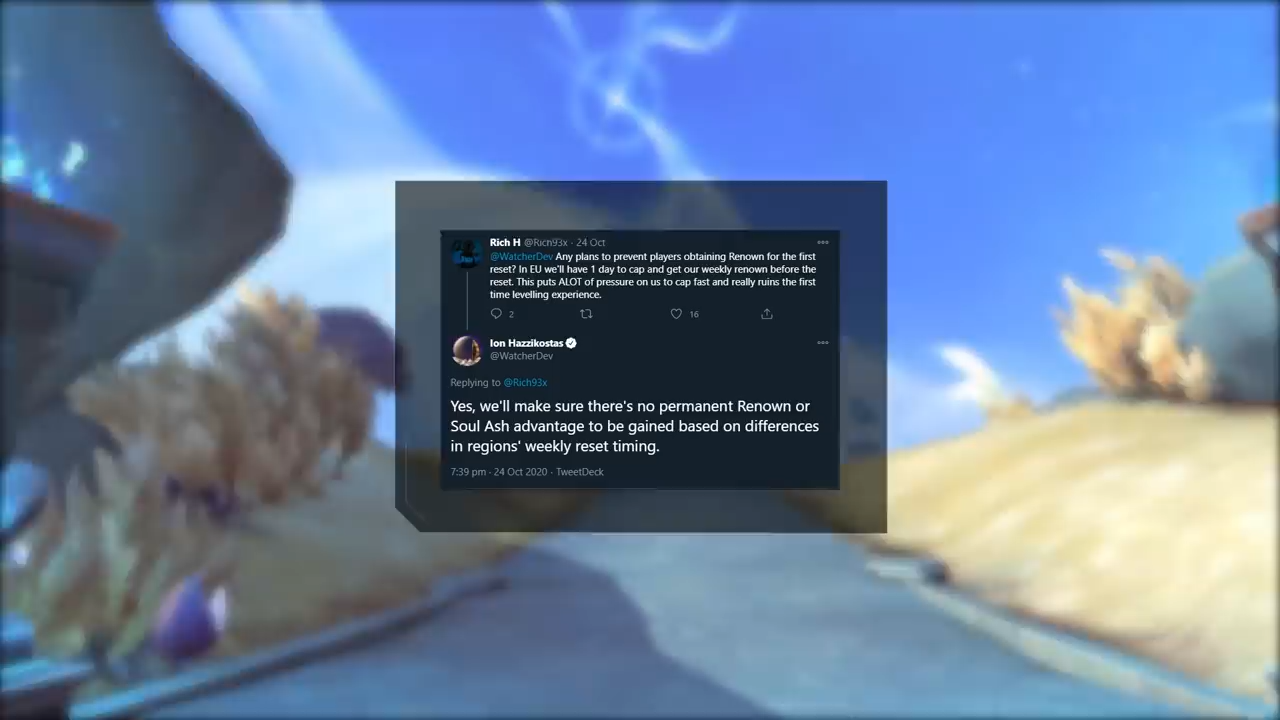 Rich H @Rich93x · 24 Oct
@WatcherDev Any plans to prevent players obtaining Renown for the first
reset? In EU we'll have 1 day to cap and get our weekly renown before the
reset. This puts ALOT of pressure on us to cap fast and really ruins the first
time levelling experience.
2 16
Ion Hazzikostas
@WatcherDev
Replying to @Rich93x
Yes, we'll make sure there's no permanent Renown or
Soul Ash advantage to be gained based on differences
in regions' weekly reset timing.
7:39 pm · 24 Oct 2020 · TweetDeck